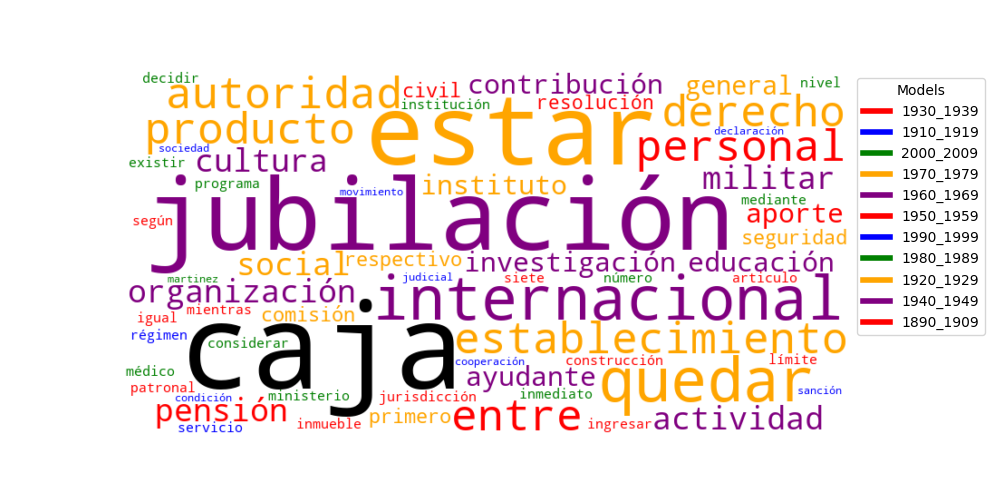 decidir
autoridad
civil
contribución
general
nivel
institución
resolución
producto
estar
derecho
declaración
personal
sociedad
existir
cultura
programa
movimiento
instituto
militar
mediante
jubilación
según
aporte
seguridad
social
respectivo
investigación
educación
martinez
judicial
siete
número
artículo
organización
internacional
igual
mientras
comisión
régimen
considerar
caja
establecimiento
cooperación
construcción
límite
médico
ayudante
quedar
patronal
condición
ministerio
jurisdicción
inmediato
sanción
pensión
primero
entre
actividad
servicio
inmueble
ingresar
Models
1930_1939
1910_1919
2000_2009
1970_1979
1960_1969
1950_1959
1990_1999
1980_1989
1920_1929
1940_1949
1890_1909